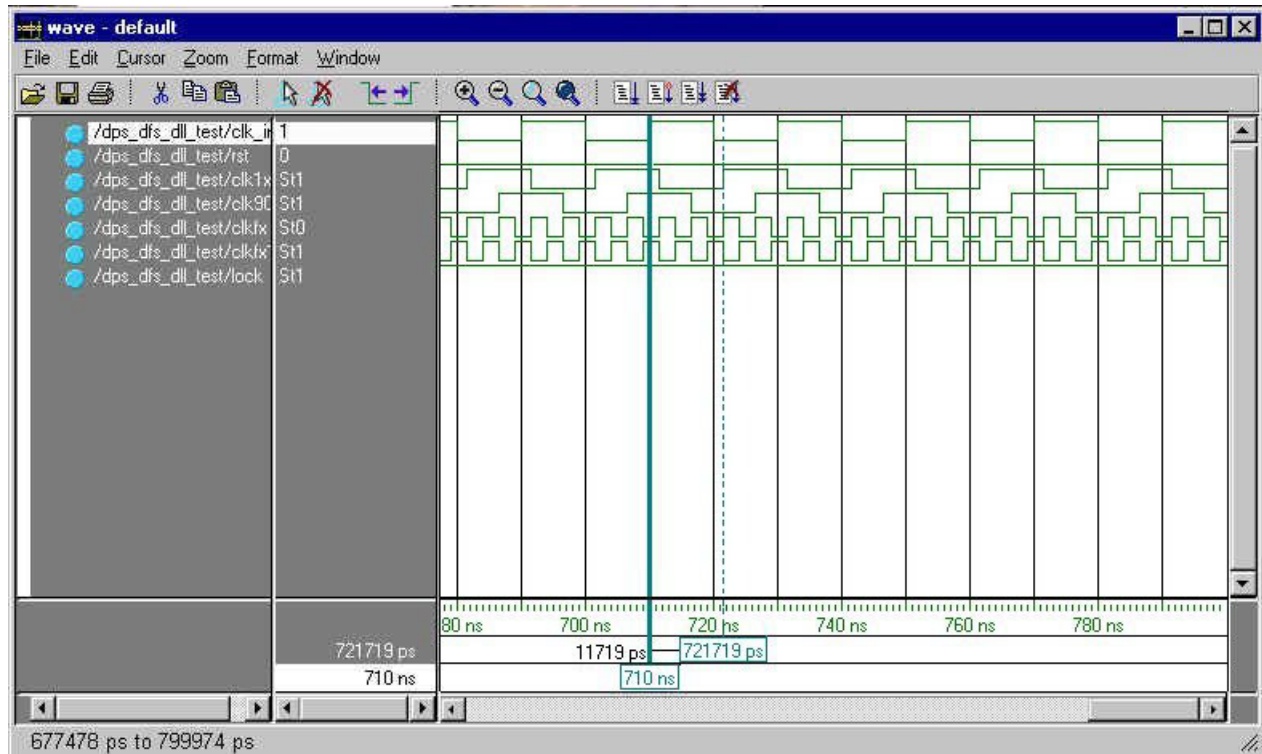 wave - default
File Edit Cursor Zoom Format Window
/dps_dfs_dll_test/clk_in 1
/dps_dfs_dll_test/rst 0
/dps_dfs_dll_test/clk1x St1
/dps_dfs_dll_test/clk90 St1
/dps_dfs_dll_test/clkfx St0
/dps_dfs_dll_test/clkfx St1
/dps_dfs_dll_test/lock St1
80 ns 700 ns 720 ns 740 ns 760 ns 780 ns
721719 ps 11719 ps 721719 ps
710 ns 710 ns
677478 ps to 799974 ps